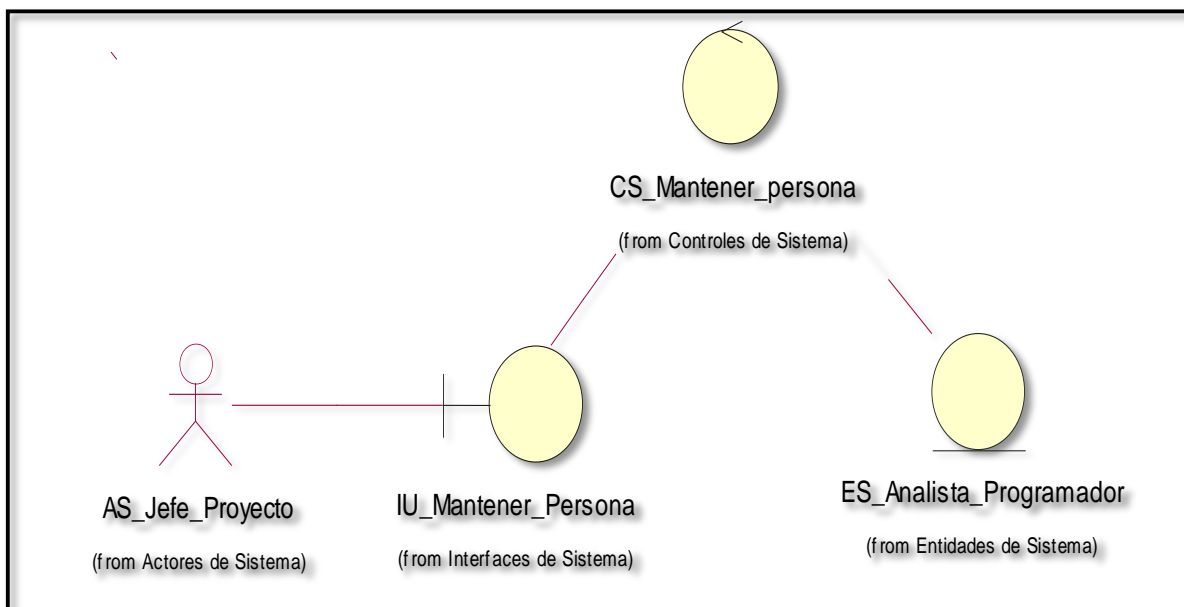 CS_Mantener_persona
(from Controles de Sistema)
AS_Jefe_Proyecto
(from Actores de Sistema)
IU_Mantener_Persona
(from Interfaces de Sistema)
ES_Analista_Programador
(from Entidades de Sistema)